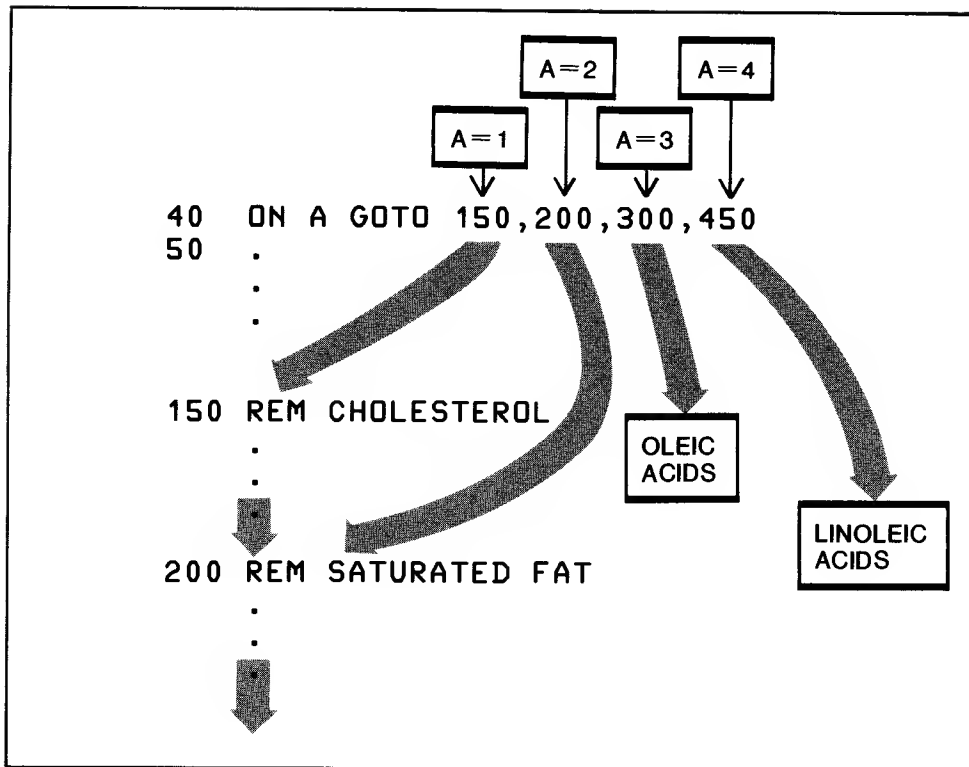 A=2
A=4
A=1
A=3
40 ON A GOTO 150,200,300,450
50
150 REM CHOLESTEROL
OLEIC
ACIDS
LINOLEIC
ACIDS
200 REM SATURATED FAT